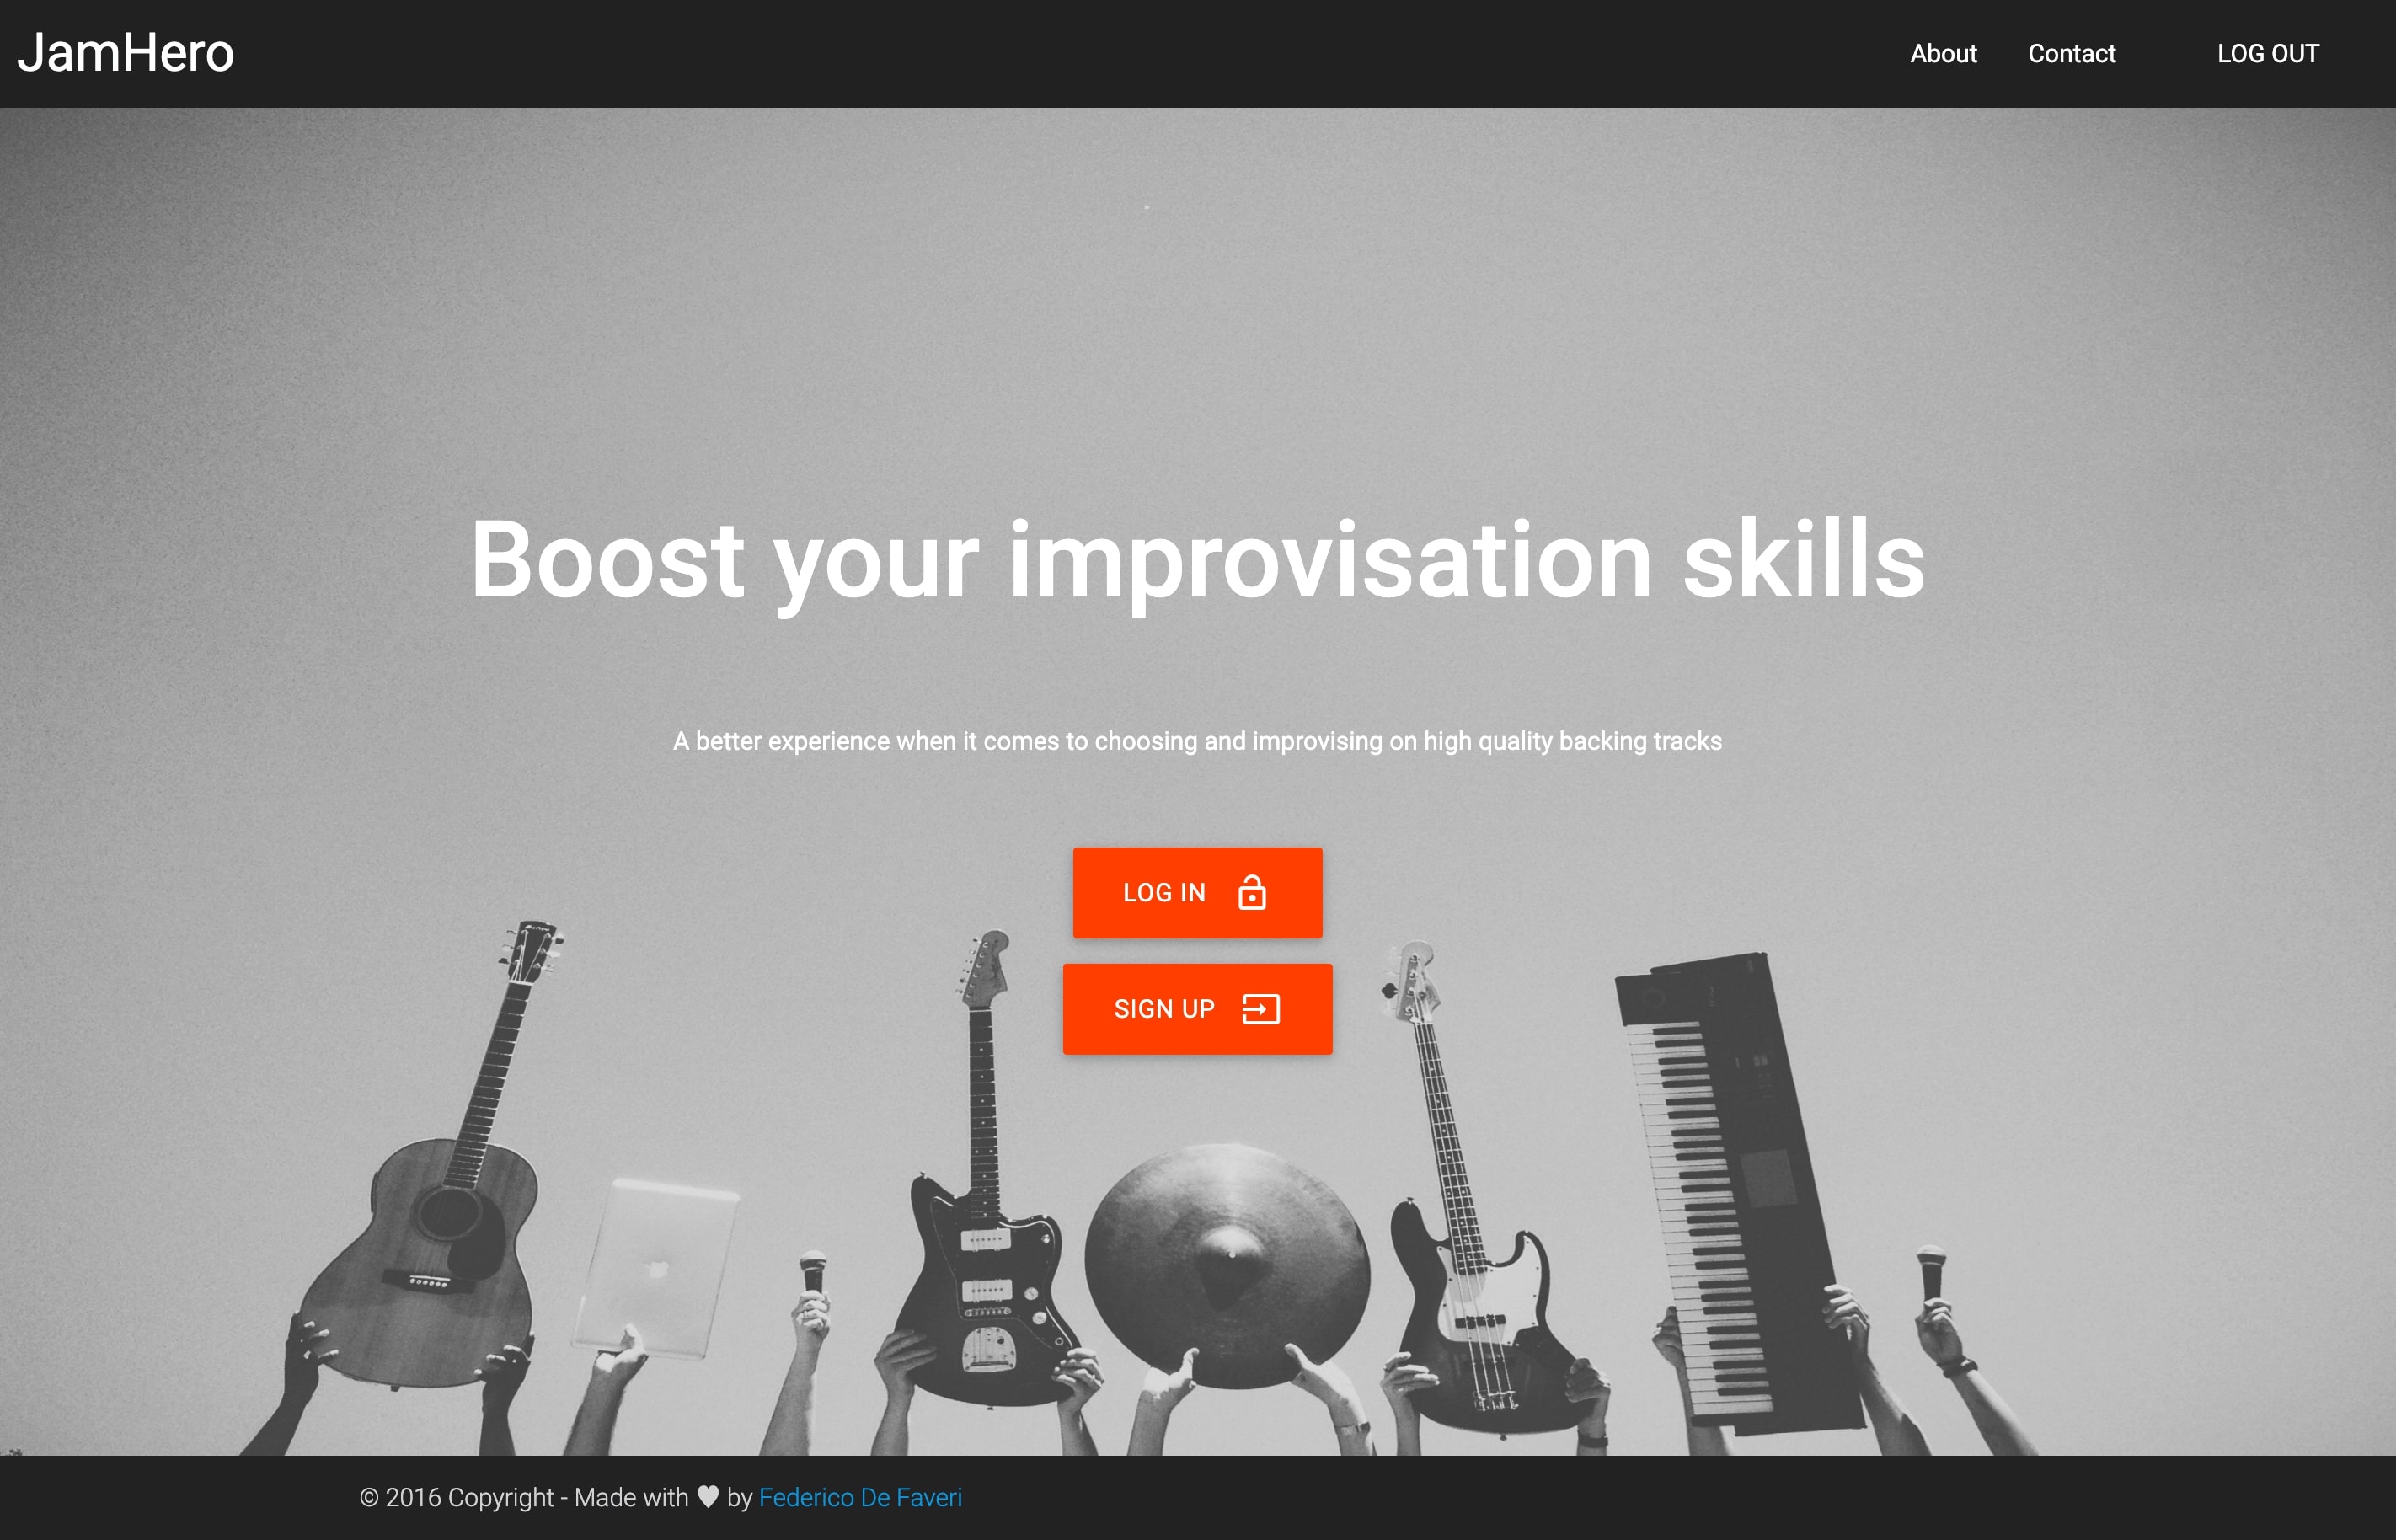 JamHero
About Contact LOG OUT
Boost your improvisation skills
A better experience when it comes to choosing and improvising on high quality backing tracks
LOG IN
SIGN UP
© 2016 Copyright - Made with ♥ by Federico De Faveri